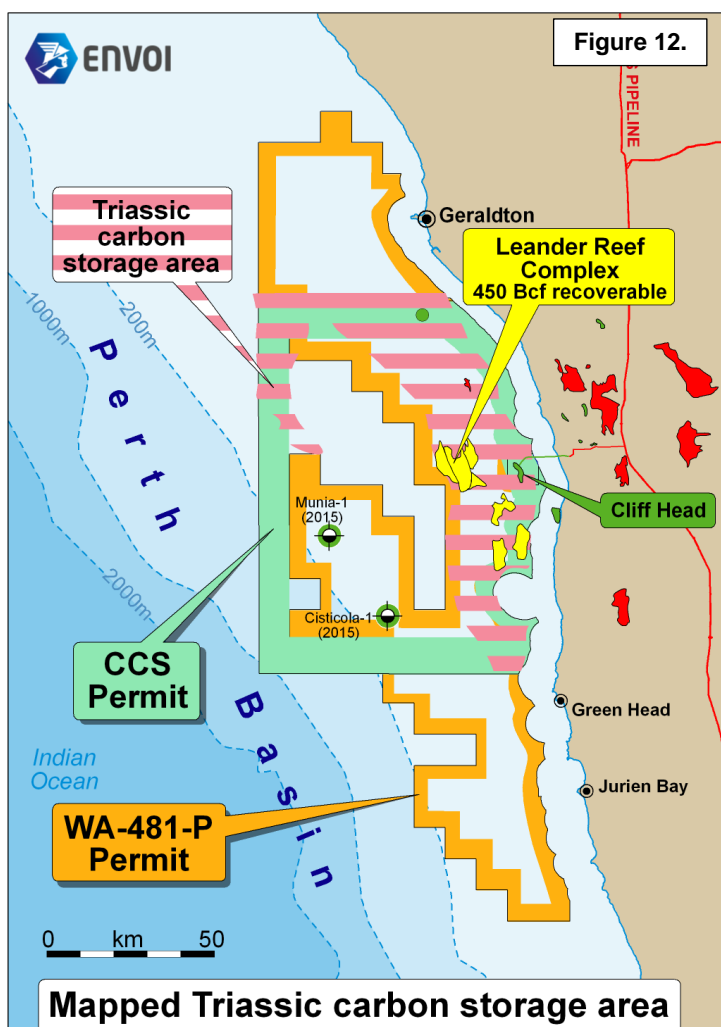 ENVOI
Figure 12.
S PIPELINE
Geraldton
Triassic
carbon
storage area
Leander Reef
Complex
450 Bcf recoverable
1000m
200m
Perth
Munia-1
(2015)
Cliff Head
2000m
Cisticola-1
(2015)
CCS
Permit
Basin
Green Head
Indian
Ocean
Jurien Bay
WA-481-P
Permit
0 km 50
Mapped Triassic carbon storage area